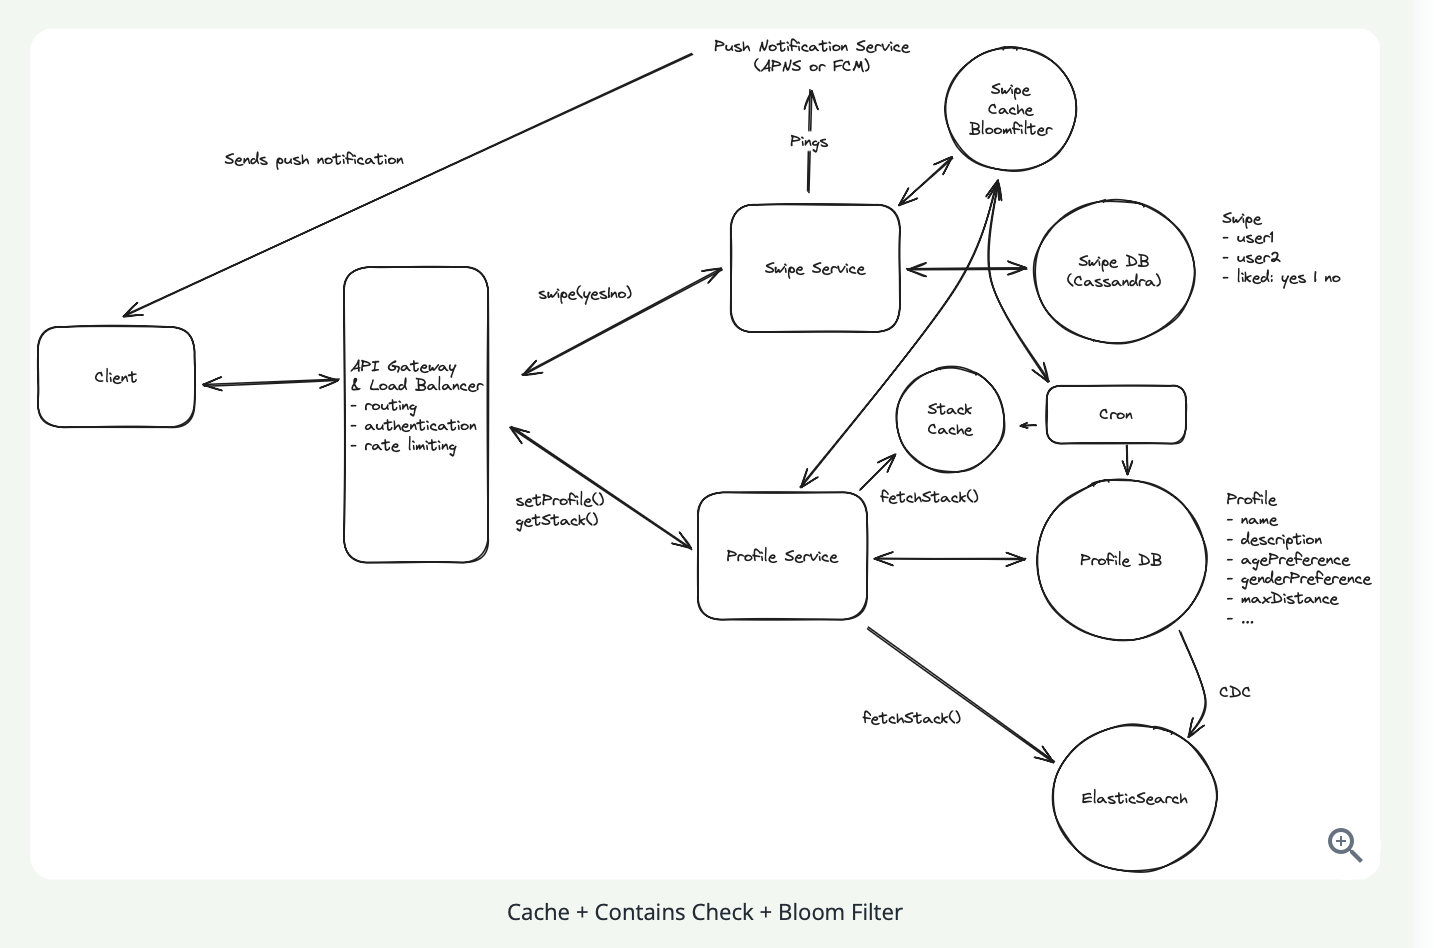 Push Notification Service
(APNS or FCM)
Swipe
Cache
Bloomfilter
Pings
Sends push notification
Swipe Service
Swipe DB
(Cassandra)
Swipe
- user1
- user2
- liked: yes | no
swipe(yes|no)
Client
API Gateway
& Load Balancer
- routing
- authentication
- rate limiting
Stack
Cache
Cron
setProfile()
getStack()
fetchStack()
Profile Service
Profile DB
Profile
- name
- description
- agePreference
- genderPreference
- maxDistance
- ...
CDC
fetchStack()
ElasticSearch
Cache + Contains Check + Bloom Filter